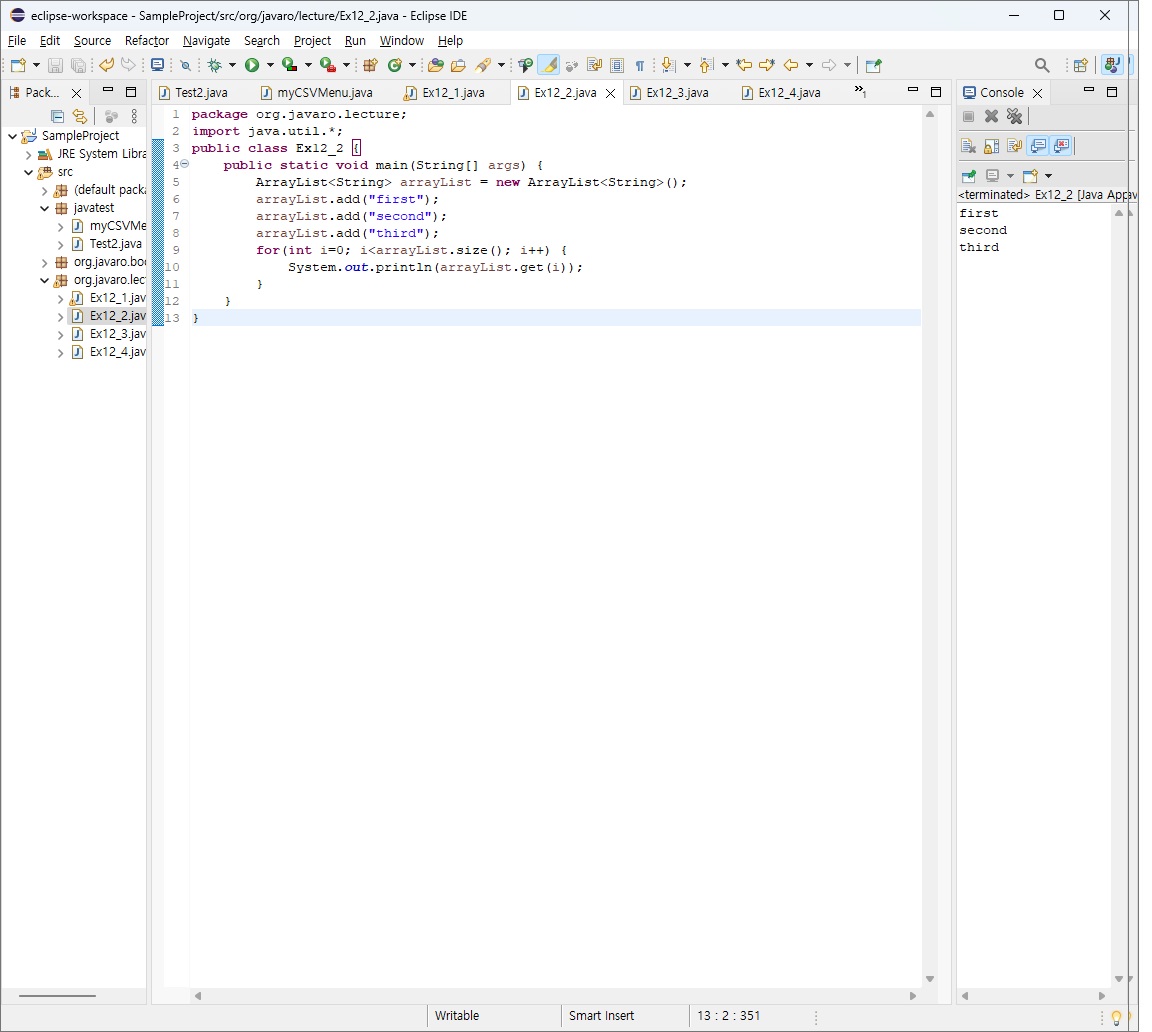 eclipse-workspace - SampleProject/src/org/javaro/lecture/Ex12_2.java - Eclipse IDE
File Edit Source Refactor Navigate Search Project Run Window Help
Pack...
SampleProject
JRE System Libra
src
(default packa
javatest
myCSVMe
Test2.java
org.javaro.boo
org.javaro.lec
Ex12_1.jav
Ex12_2.jav
Ex12_3.jav
Ex12_4.jav
Test2.java myCSVMenu.java Ex12_1.java Ex12_2.java Ex12_3.java Ex12_4.java »1
1 package org.javaro.lecture;
2 import java.util.*;
3 public class Ex12_2 {
4 public static void main(String[] args) {
5 ArrayList<String> arrayList = new ArrayList<String>();
6 arrayList.add("first");
7 arrayList.add("second");
8 arrayList.add("third");
9 for(int i=0; i<arrayList.size(); i++) {
10 System.out.println(arrayList.get(i));
11 }
12 }
13 }
Console
<terminated> Ex12_2 [Java App
first
second
third
Writable Smart Insert 13 : 2 : 351